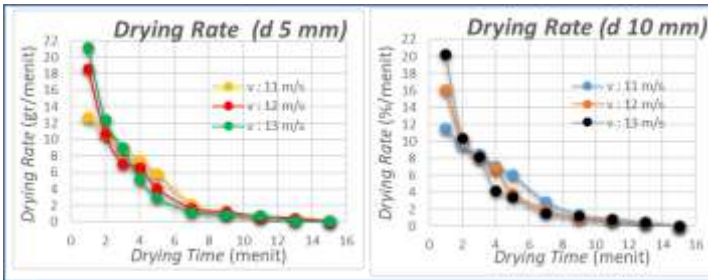 Drying Rate (d 5 mm)
Drying Rate (gr/menit)
22
20
18
16
14
12
10
8
6
4
2
0
v : 11 m/s
v : 12 m/s
v : 13 m/s
0 2 4 6 8 10 12 14 16
Drying Time (menit)
Drying Rate (d 10 mm)
Drying Rate (%/menit)
22
20
18
16
14
12
10
8
6
4
2
0
v : 11 m/s
v : 12 m/s
v : 13 m/s
0 2 4 6 8 10 12 14 16
Drying Time (menit)